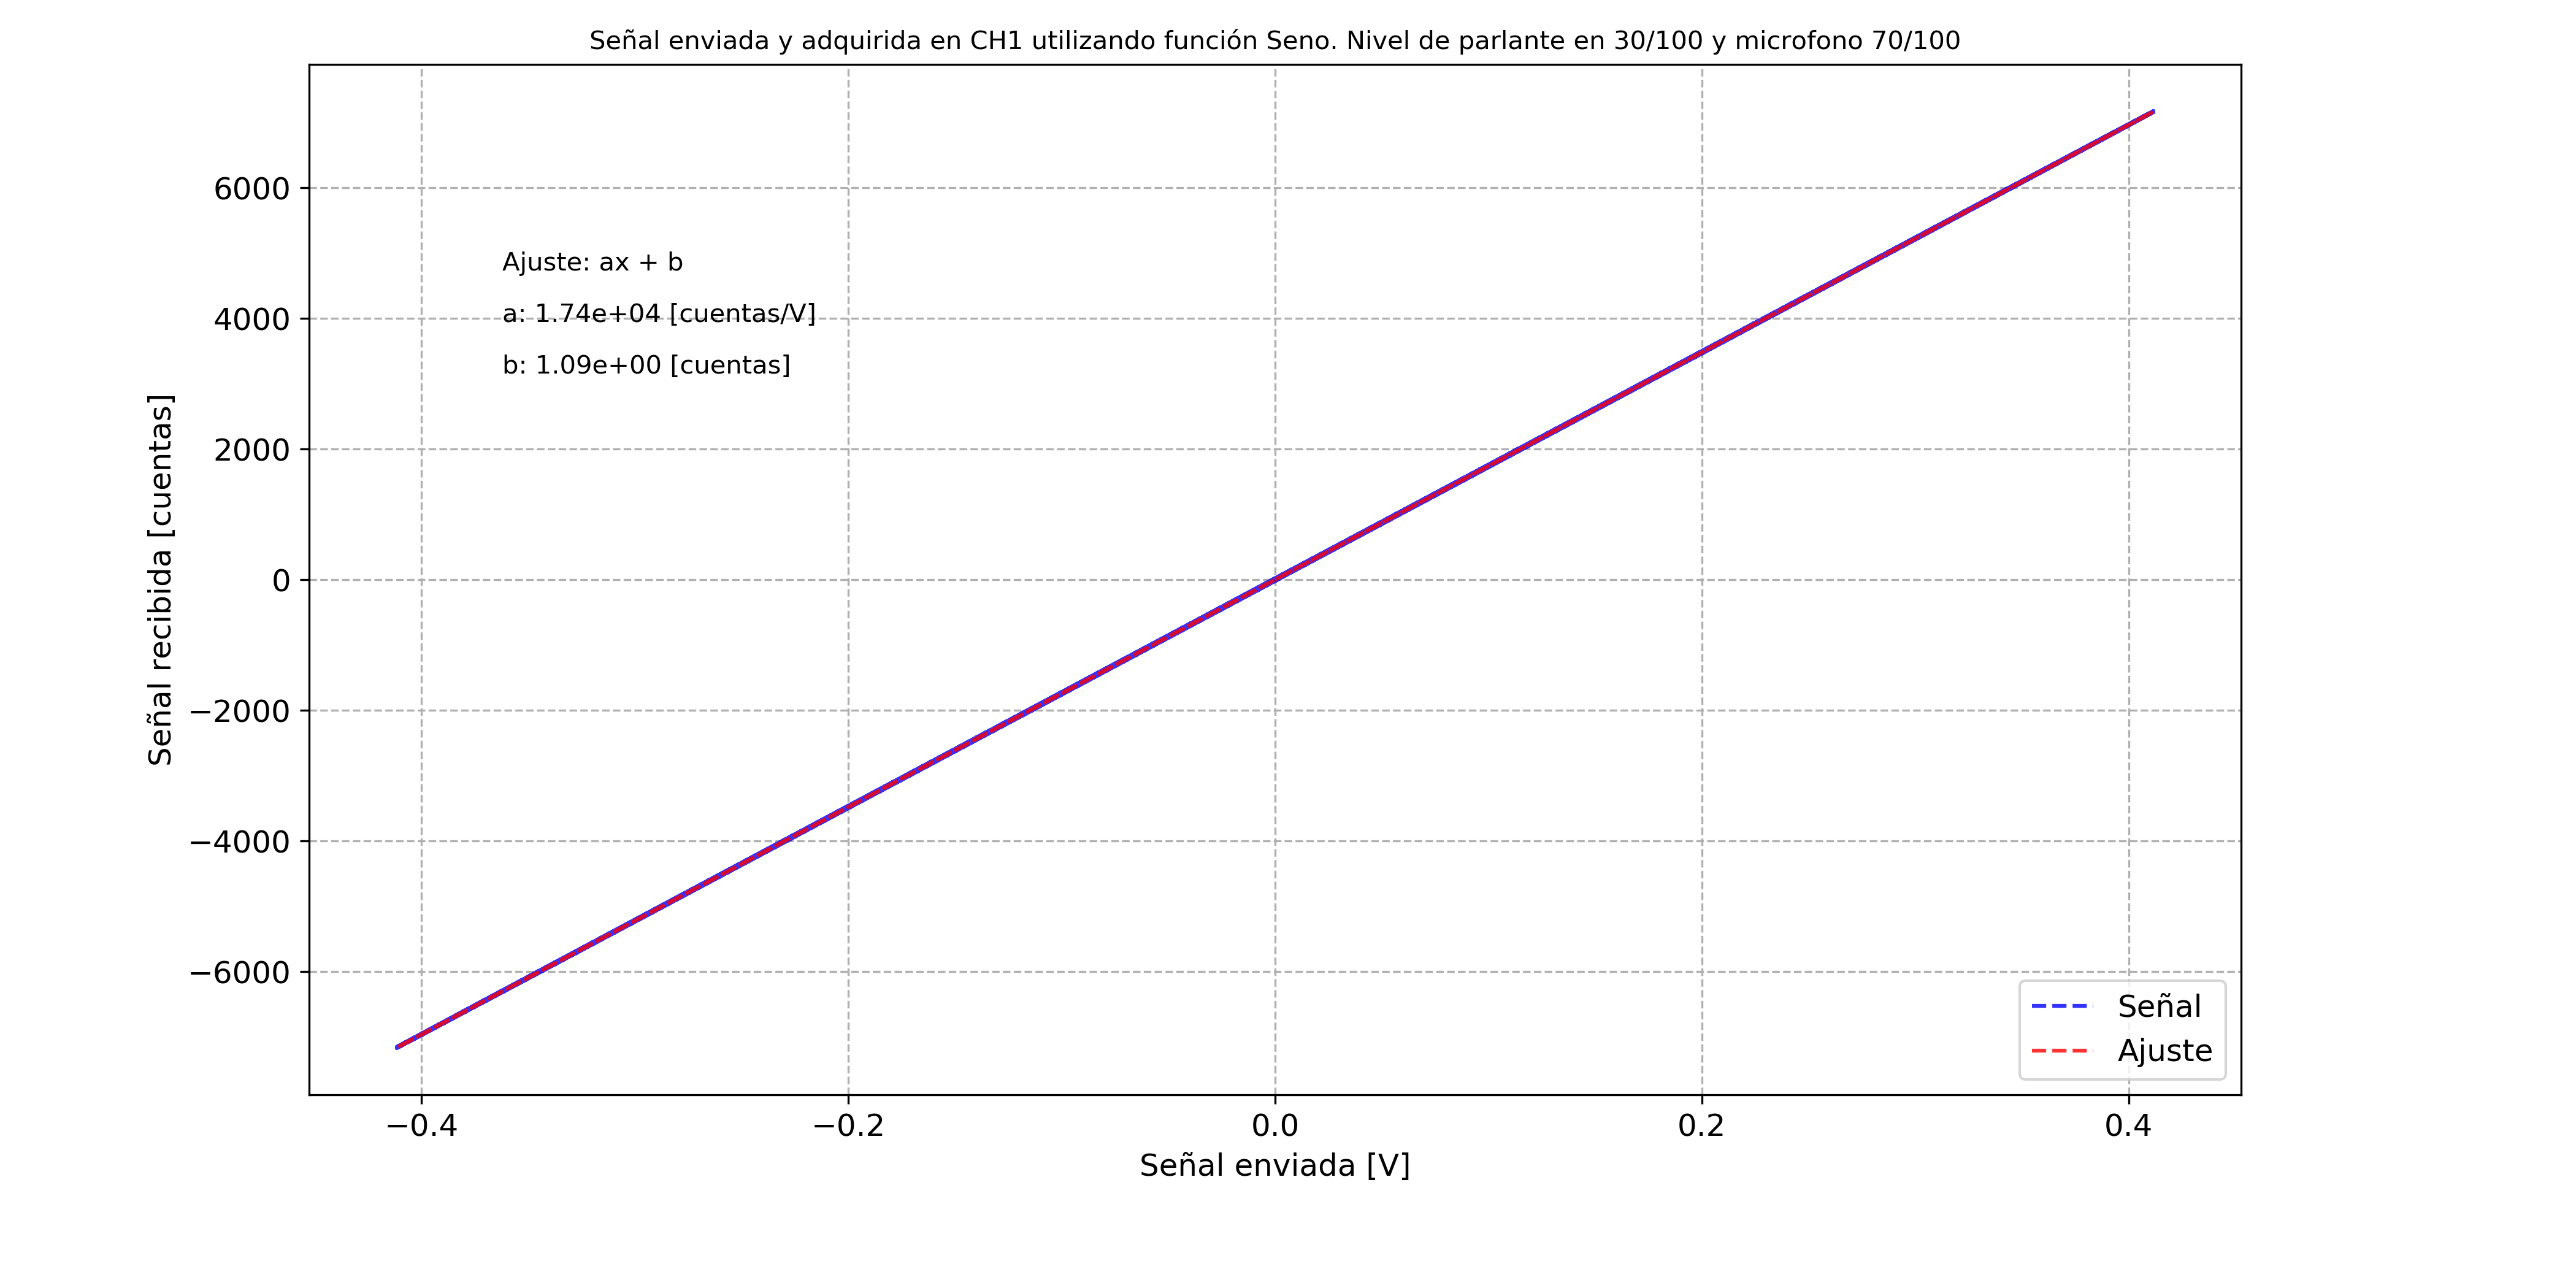 Señal enviada y adquirida en CH1 utilizando función Seno. Nivel de parlante en 30/100 y microfono 70/100
Señal recibida [cuentas]
6000
4000
2000
0
−2000
−4000
−6000
Ajuste: ax + b
a: 1.74e+04 [cuentas/V]
b: 1.09e+00 [cuentas]
Señal
Ajuste
−0.4
−0.2
0.0
0.2
0.4
Señal enviada [V]